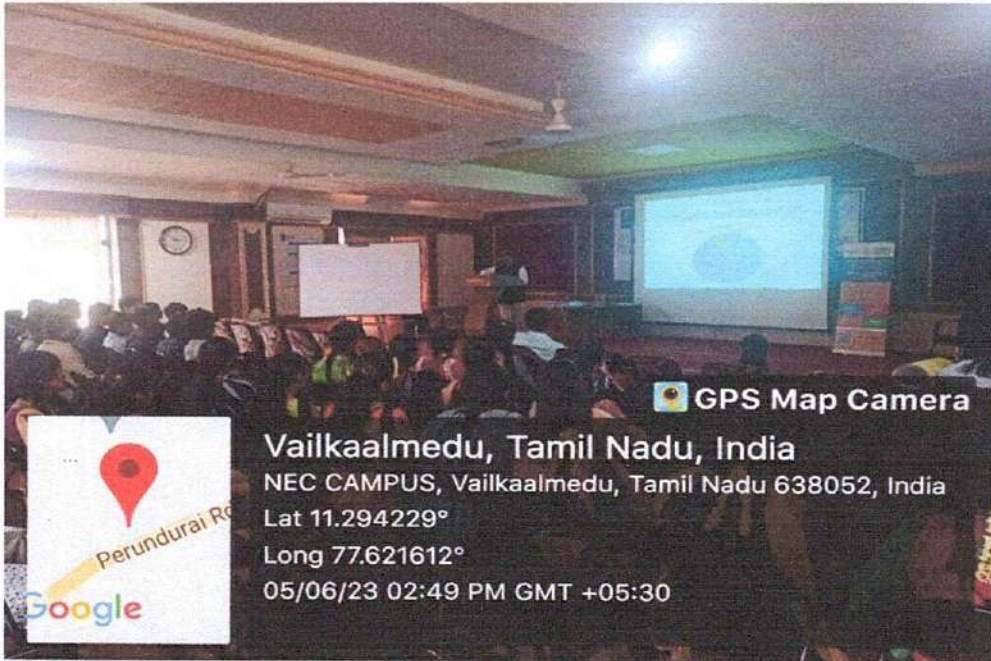 GPS Map Camera
Vailkaalmedu, Tamil Nadu, India
NEC CAMPUS, Vailkaalmedu, Tamil Nadu 638052, India
Lat 11.294229°
Long 77.621612°
05/06/23 02:49 PM GMT +05:30
Perundurai
Google